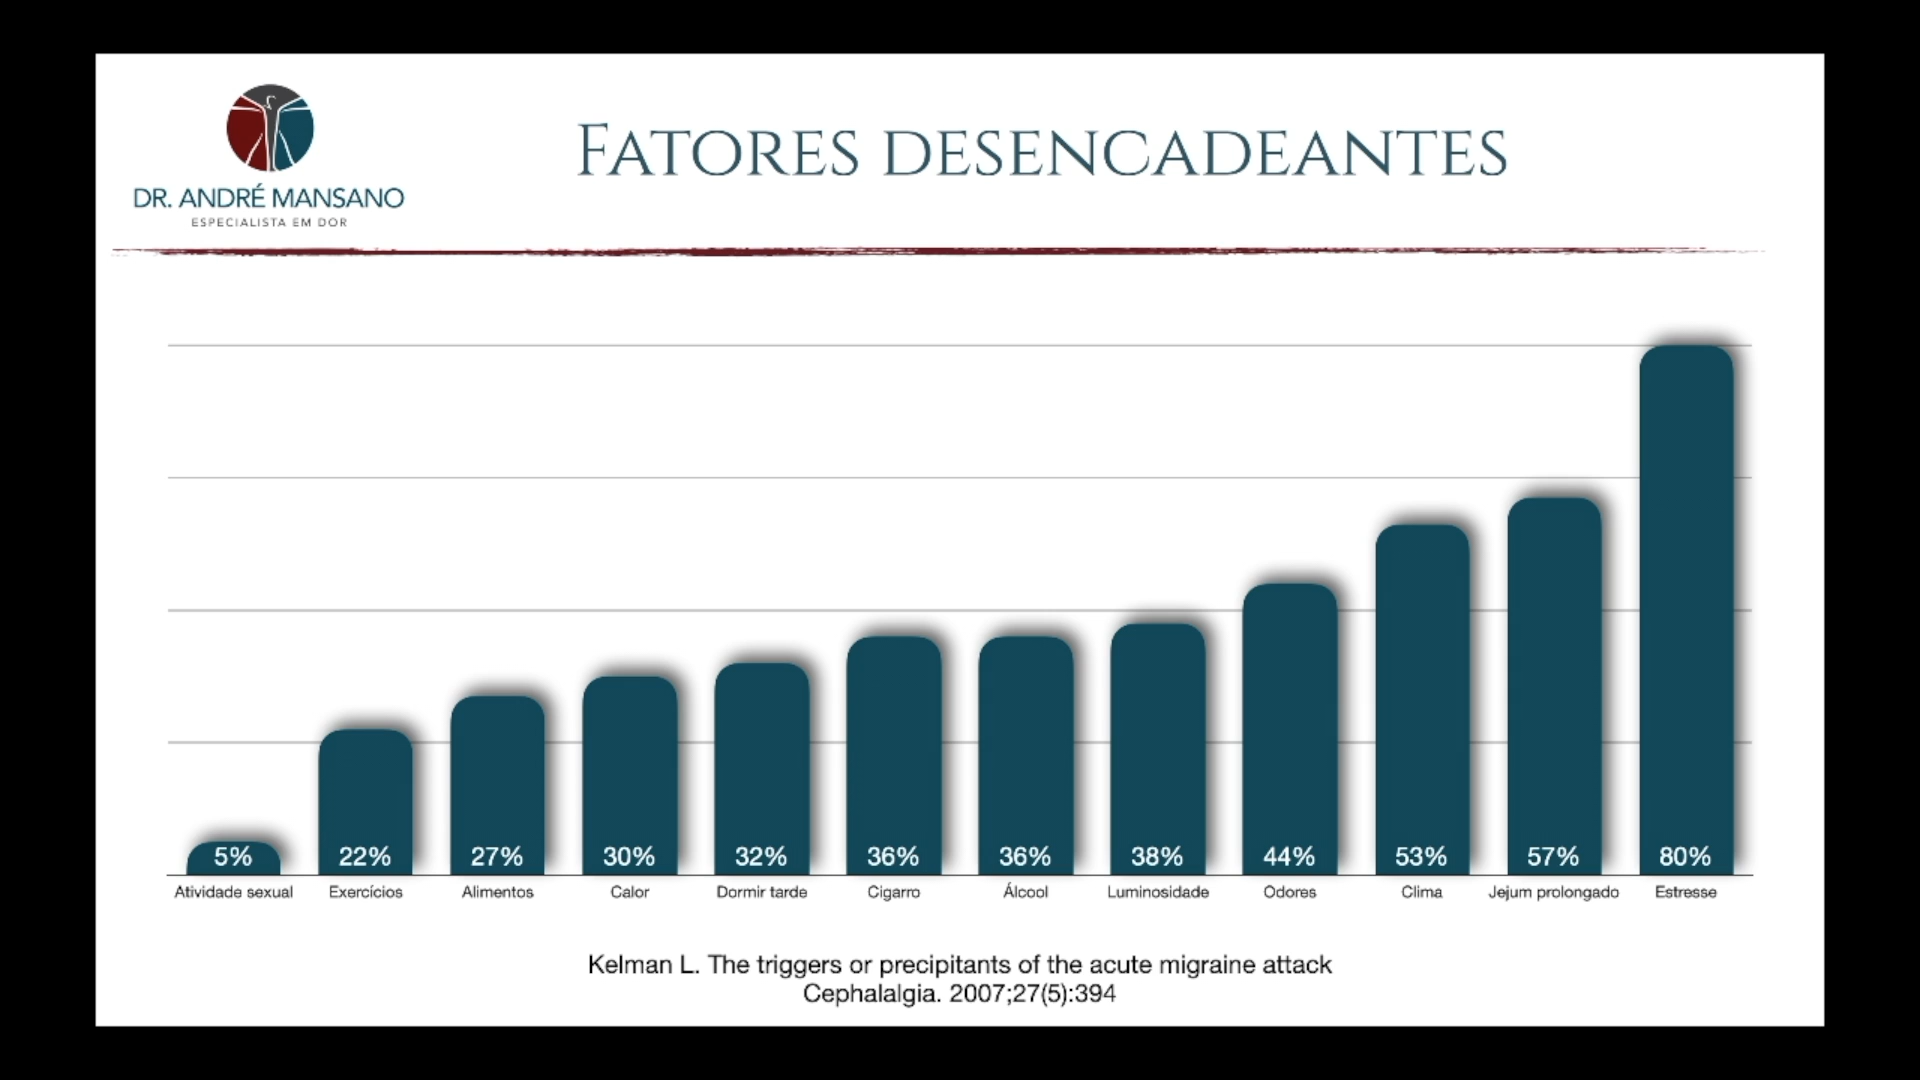 DR. ANDRÉ MANSANO
ESPECIALISTA EM DOR
FATORES DESENCADEANTES
5% 22% 27% 30% 32% 36% 36% 38% 44% 53% 57% 80%
Atividade sexual Exercícios Alimentos Calor Dormir tarde Cigarro Álcool Luminosidade Odores Clima Jejum prolongado Estresse
Kelman L. The triggers or precipitants of the acute migraine attack
Cephalalgia. 2007;27(5):394